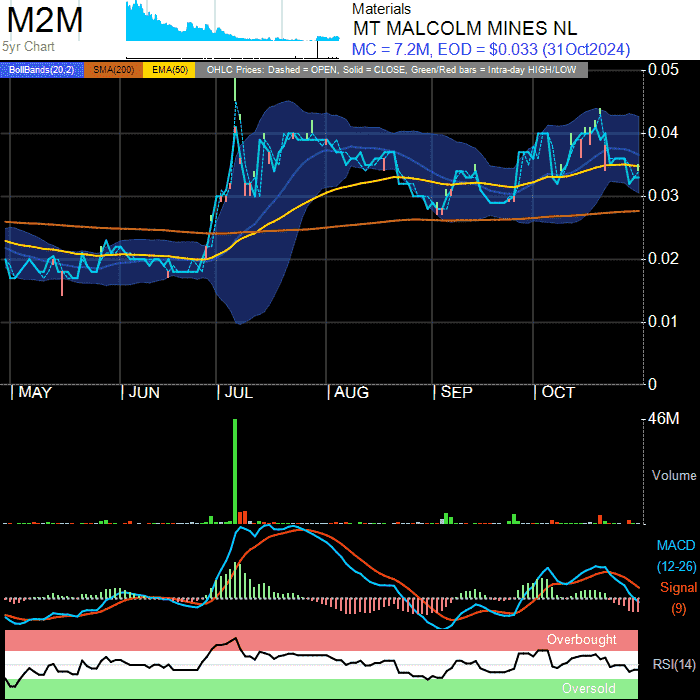 M2M
5yr Chart
Materials
MT MALCOLM MINES NL
MC = 7.2M, EOD = $0.033 (31Oct2024)
BollBands(20,2) SMA(200) EMA(50) OHLC Prices: Dashed = OPEN, Solid = CLOSE, Green/Red bars = Intra-day HIGH/LOW
0.05
0.04
0.03
0.02
0.01
0
MAY JUN JUL AUG SEP OCT
46M
Volume
MACD
(12-26)
Signal
(9)
Overbought
RSI(14)
Oversold